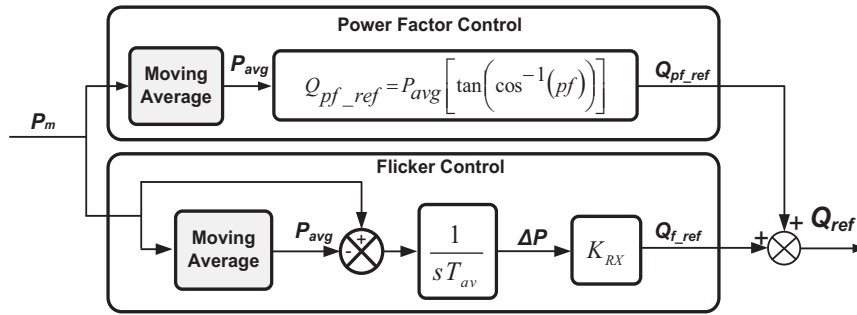 Power Factor Control
Moving
Average
P_avg
Q_pf_ref = P_avg [ tan( cos⁻¹(pf) ) ]
Q_pf_ref
P_m
Flicker Control
Moving
Average
P_avg
+
-
1
sT_av
ΔP
K_RX
Q_f_ref
+
+
Q_ref